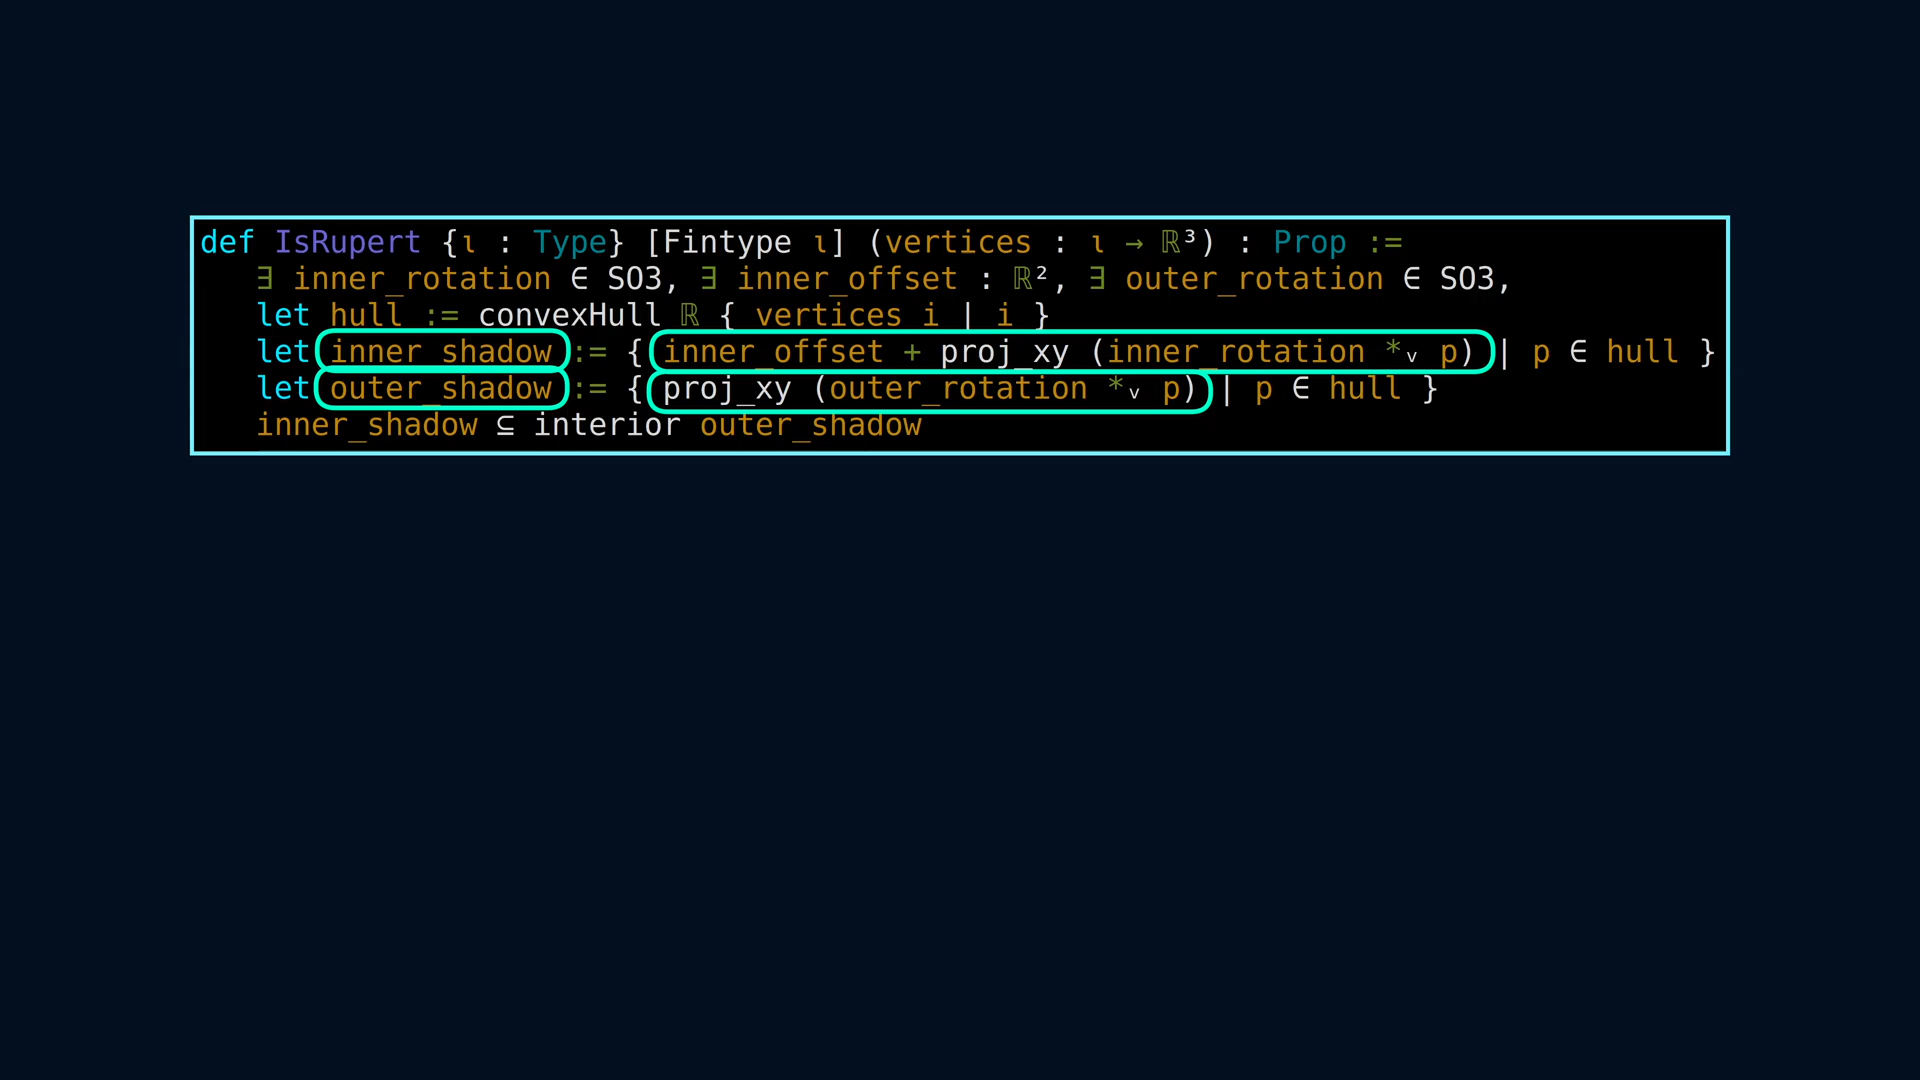 def IsRupert {ι : Type} [Fintype ι] (vertices : ι → ℝ³) : Prop :=
∃ inner_rotation ∈ SO3, ∃ inner_offset : ℝ², ∃ outer_rotation ∈ SO3,
let hull := convexHull ℝ { vertices i | i }
let inner_shadow := { inner_offset + proj_xy (inner_rotation *ᵥ p) | p ∈ hull }
let outer_shadow := { proj_xy (outer_rotation *ᵥ p) | p ∈ hull }
inner_shadow ⊆ interior outer_shadow